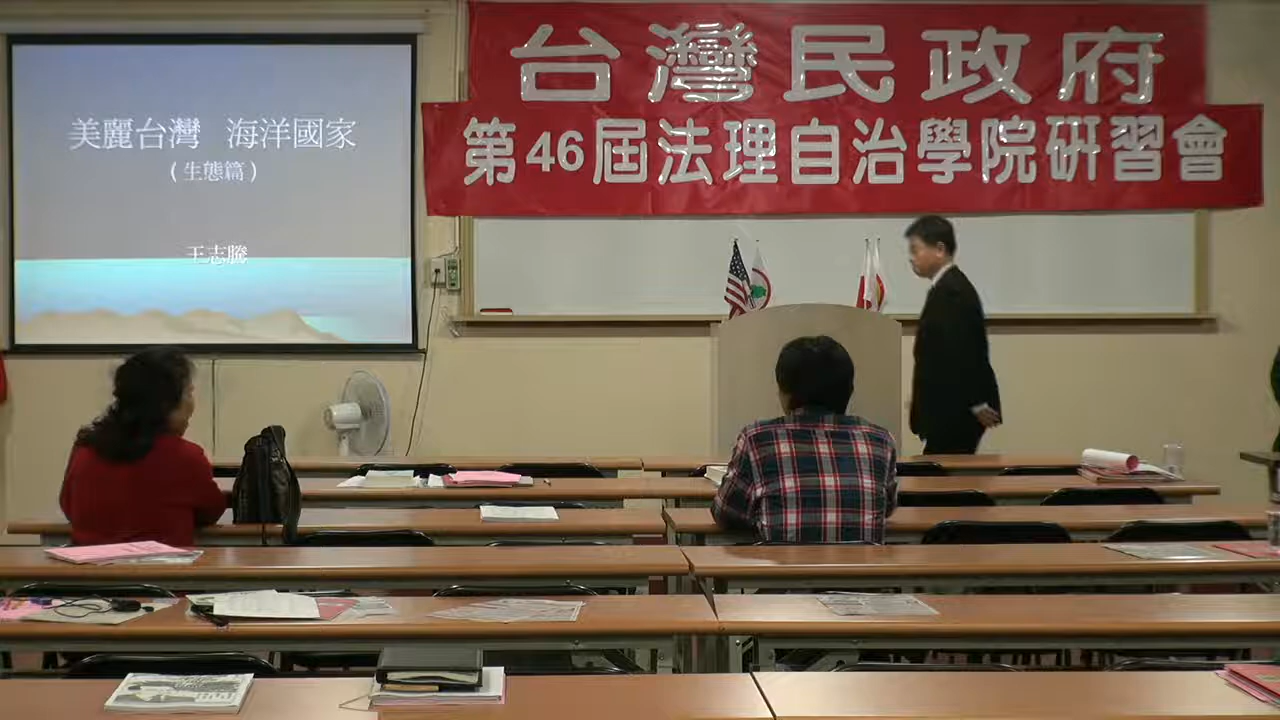 台灣民政府
第46屆法理自治學院研習會
美麗台灣 海洋國家
(生態篇)
王志騰